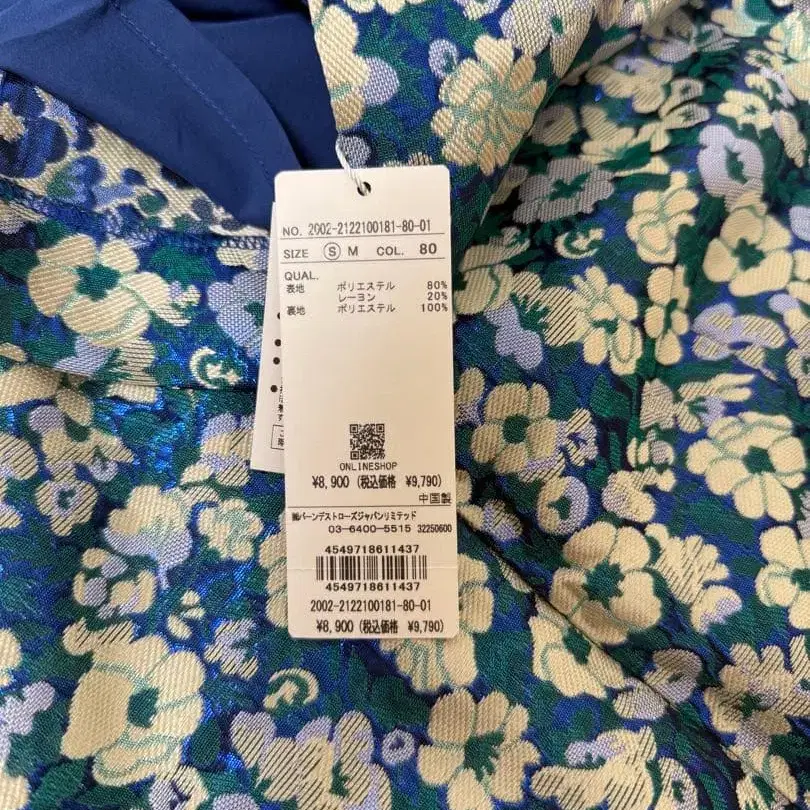 NO. 2002-2122100181-80-01
SIZE Ⓢ M COL. 80
QUAL.
表地 ポリエステル 80%
レーヨン 20%
裏地 ポリエステル 100%
ONLINESHOP
¥8,900 (税込価格 ¥9,790)
中国製
㈱バーンデストローズジャパンリミテッド
03-6400-5515 32250600
4549718611437
4549718611437
2002-2122100181-80-01
¥8,900 (税込価格 ¥9,790)